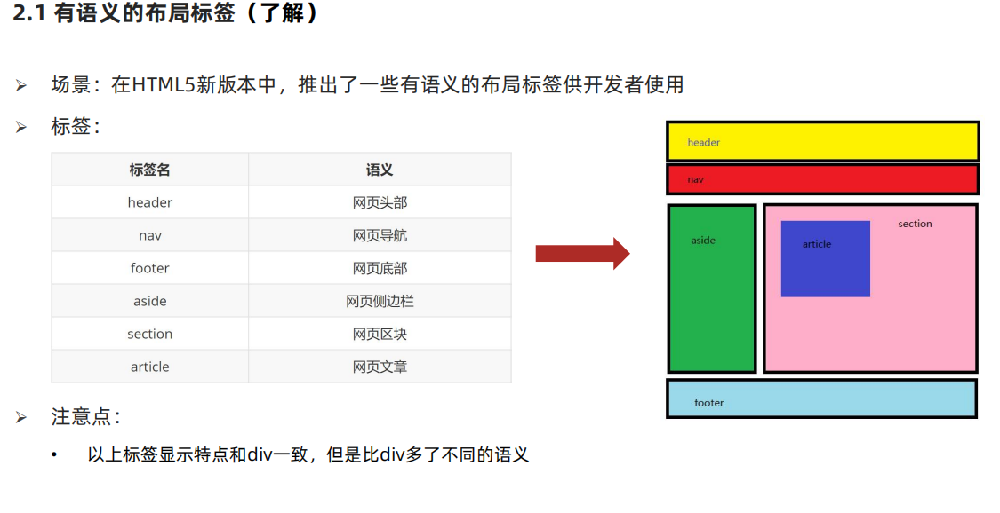 2.1 有语义的布局标签（了解）
场景：在HTML5新版本中，推出了一些有语义的布局标签供开发者使用
标签：
标签名 语义
header 网页头部
nav 网页导航
footer 网页底部
aside 网页侧边栏
section 网页区块
article 网页文章
header
nav
aside
article
section
footer
注意点：
以上标签显示特点和div一致，但是比div多了不同的语义